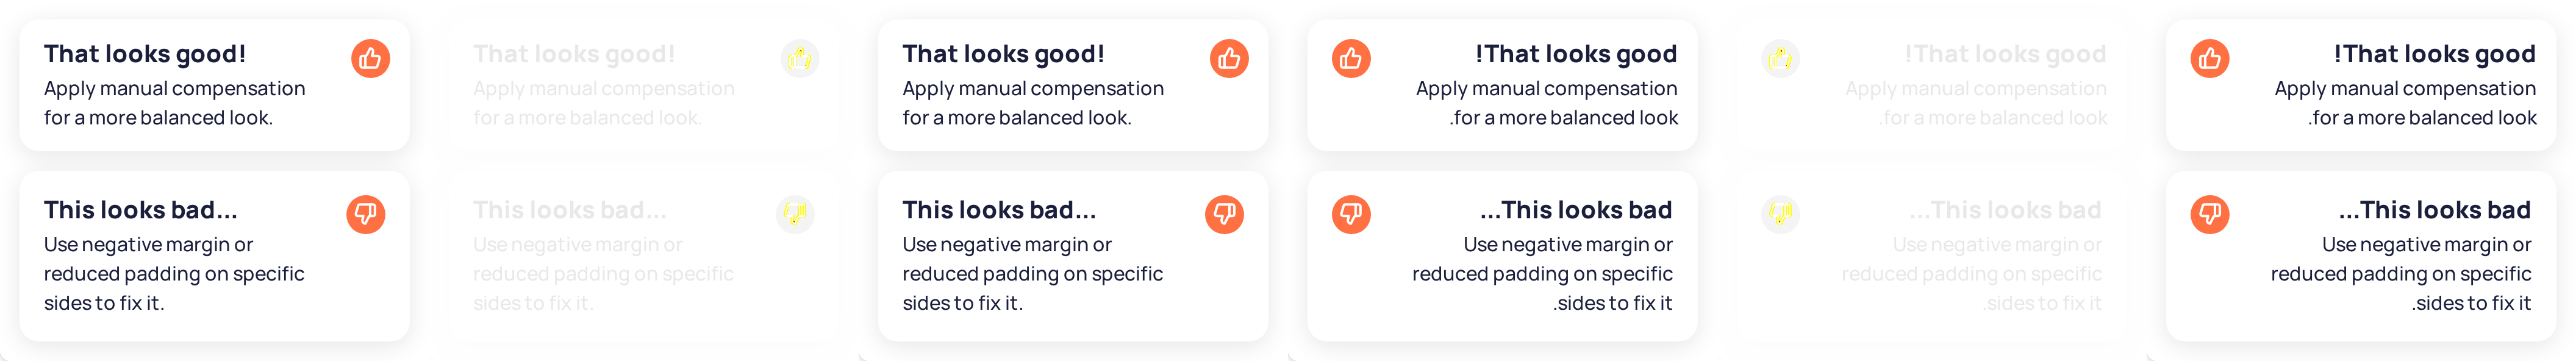 That looks good!
Apply manual compensation
for a more balanced look.
This looks bad...
Use negative margin or
reduced padding on specific
sides to fix it.
That looks good!
Apply manual compensation
for a more balanced look.
This looks bad...
Use negative margin or
reduced padding on specific
sides to fix it.
That looks good!
Apply manual compensation
for a more balanced look.
This looks bad...
Use negative margin or
reduced padding on specific
sides to fix it.
!That looks good
Apply manual compensation
.for a more balanced look
...This looks bad
Use negative margin or
reduced padding on specific
.sides to fix it
!That looks good
Apply manual compensation
.for a more balanced look
...This looks bad
Use negative margin or
reduced padding on specific
.sides to fix it
!That looks good
Apply manual compensation
.for a more balanced look
...This looks bad
Use negative margin or
reduced padding on specific
.sides to fix it